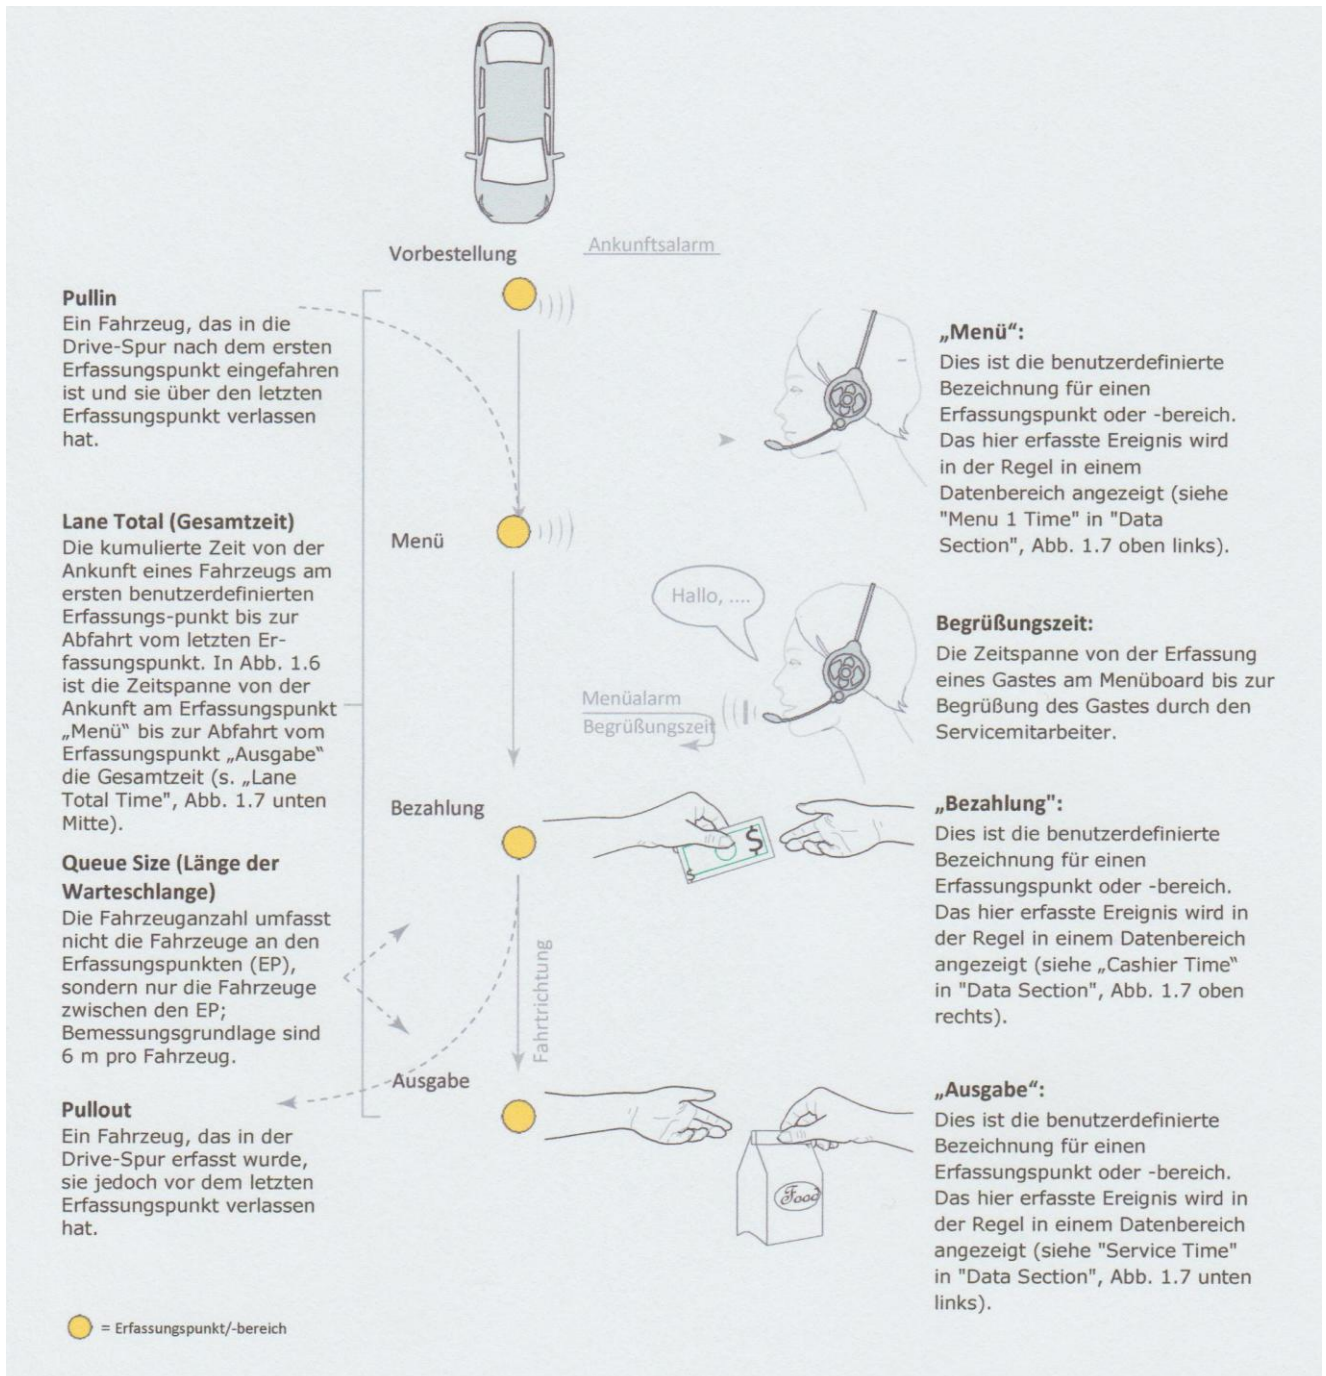 Vorbestellung
Ankunftsalarm
Pullin
Ein Fahrzeug, das in die
Drive-Spur nach dem ersten
Erfassungspunkt eingefahren
ist und sie über den letzten
Erfassungspunkt verlassen
hat.
Lane Total (Gesamtzeit)
Die kumulierte Zeit von der
Ankunft eines Fahrzeugs am
ersten benutzerdefinierten
Erfassungs-punkt bis zur
Abfahrt vom letzten Er-
fassungspunkt. In Abb. 1.6
ist die Zeitspanne von der
Ankunft am Erfassungspunkt
„Menü“ bis zur Abfahrt vom
Erfassungspunkt „Ausgabe“
die Gesamtzeit (s. „Lane
Total Time", Abb. 1.7 unten
Mitte).
Queue Size (Länge der
Warteschlange)
Die Fahrzeuganzahl umfasst
nicht die Fahrzeuge an den
Erfassungspunkten (EP),
sondern nur die Fahrzeuge
zwischen den EP;
Bemessungsgrundlage sind
6 m pro Fahrzeug.
Pullout
Ein Fahrzeug, das in der
Drive-Spur erfasst wurde,
sie jedoch vor dem letzten
Erfassungspunkt verlassen
hat.
= Erfassungspunkt/-bereich
Menü
Hallo, ....
Menüalarm
Begrüßungszeit
Bezahlung
$
$
Fahrtrichtung
Ausgabe
Food
„Menü“:
Dies ist die benutzerdefinierte
Bezeichnung für einen
Erfassungspunkt oder -bereich.
Das hier erfasste Ereignis wird
in der Regel in einem
Datenbereich angezeigt (siehe
"Menu 1 Time" in "Data
Section", Abb. 1.7 oben links).
Begrüßungszeit:
Die Zeitspanne von der Erfassung
eines Gastes am Menüboard bis zur
Begrüßung des Gastes durch den
Servicemitarbeiter.
„Bezahlung":
Dies ist die benutzerdefinierte
Bezeichnung für einen
Erfassungspunkt oder -bereich.
Das hier erfasste Ereignis wird in
der Regel in einem Datenbereich
angezeigt (siehe „Cashier Time“
in "Data Section", Abb. 1.7 oben
rechts).
„Ausgabe“:
Dies ist die benutzerdefinierte
Bezeichnung für einen
Erfassungspunkt oder -bereich.
Das hier erfasste Ereignis wird in
der Regel in einem Datenbereich
angezeigt (siehe "Service Time"
in "Data Section", Abb. 1.7 unten
links).